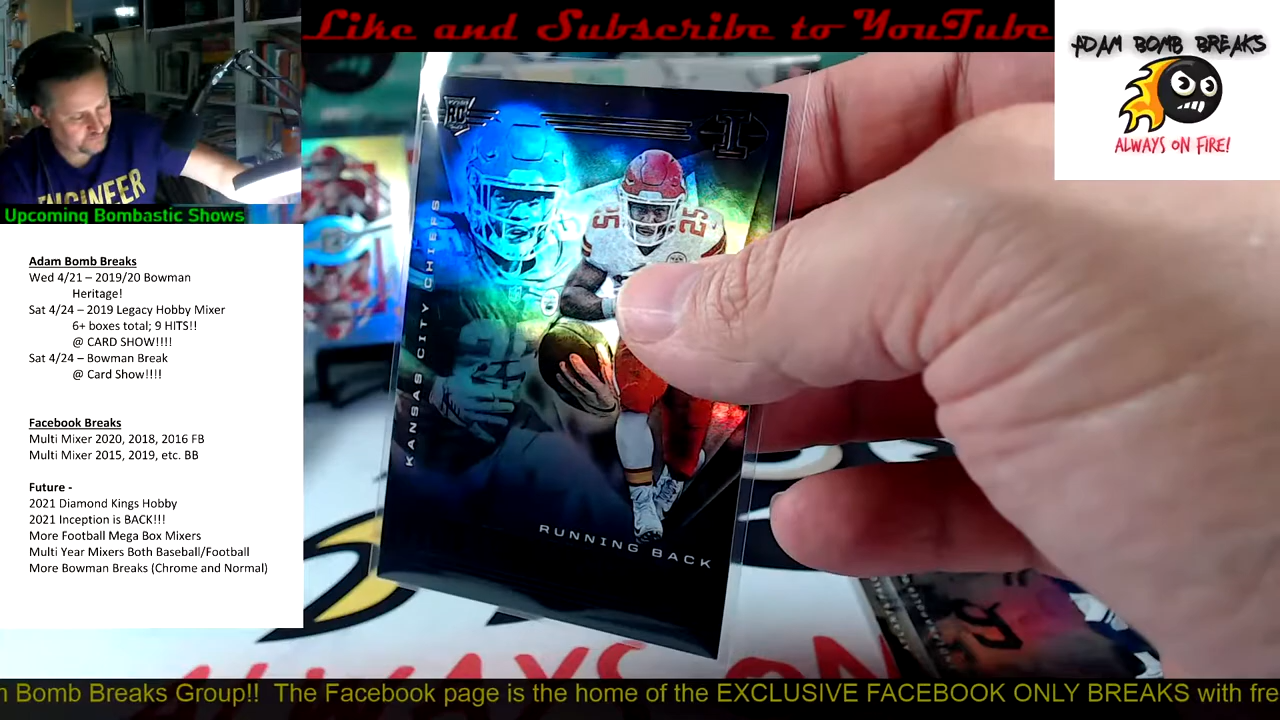 Like and Subscribe to YouTube
ADAM BOMB BREAKS
ALWAYS ON FIRE!
ENGINEER
Upcoming Bombastic Shows
Adam Bomb Breaks
Wed 4/21 – 2019/20 Bowman
Heritage!
Sat 4/24 – 2019 Legacy Hobby Mixer
6+ boxes total; 9 HITS!!
@ CARD SHOW!!!!
Sat 4/24 – Bowman Break
@ Card Show!!!!
Facebook Breaks
Multi Mixer 2020, 2018, 2016 FB
Multi Mixer 2015, 2019, etc. BB
Future -
2021 Diamond Kings Hobby
2021 Inception is BACK!!!
More Football Mega Box Mixers
Multi Year Mixers Both Baseball/Football
More Bowman Breaks (Chrome and Normal)
RC
I
KANSAS CITY CHIEFS
25 25
RUNNING BACK
ALWAYS ON
n Bomb Breaks Group!! The Facebook page is the home of the EXCLUSIVE FACEBOOK ONLY BREAKS with fre